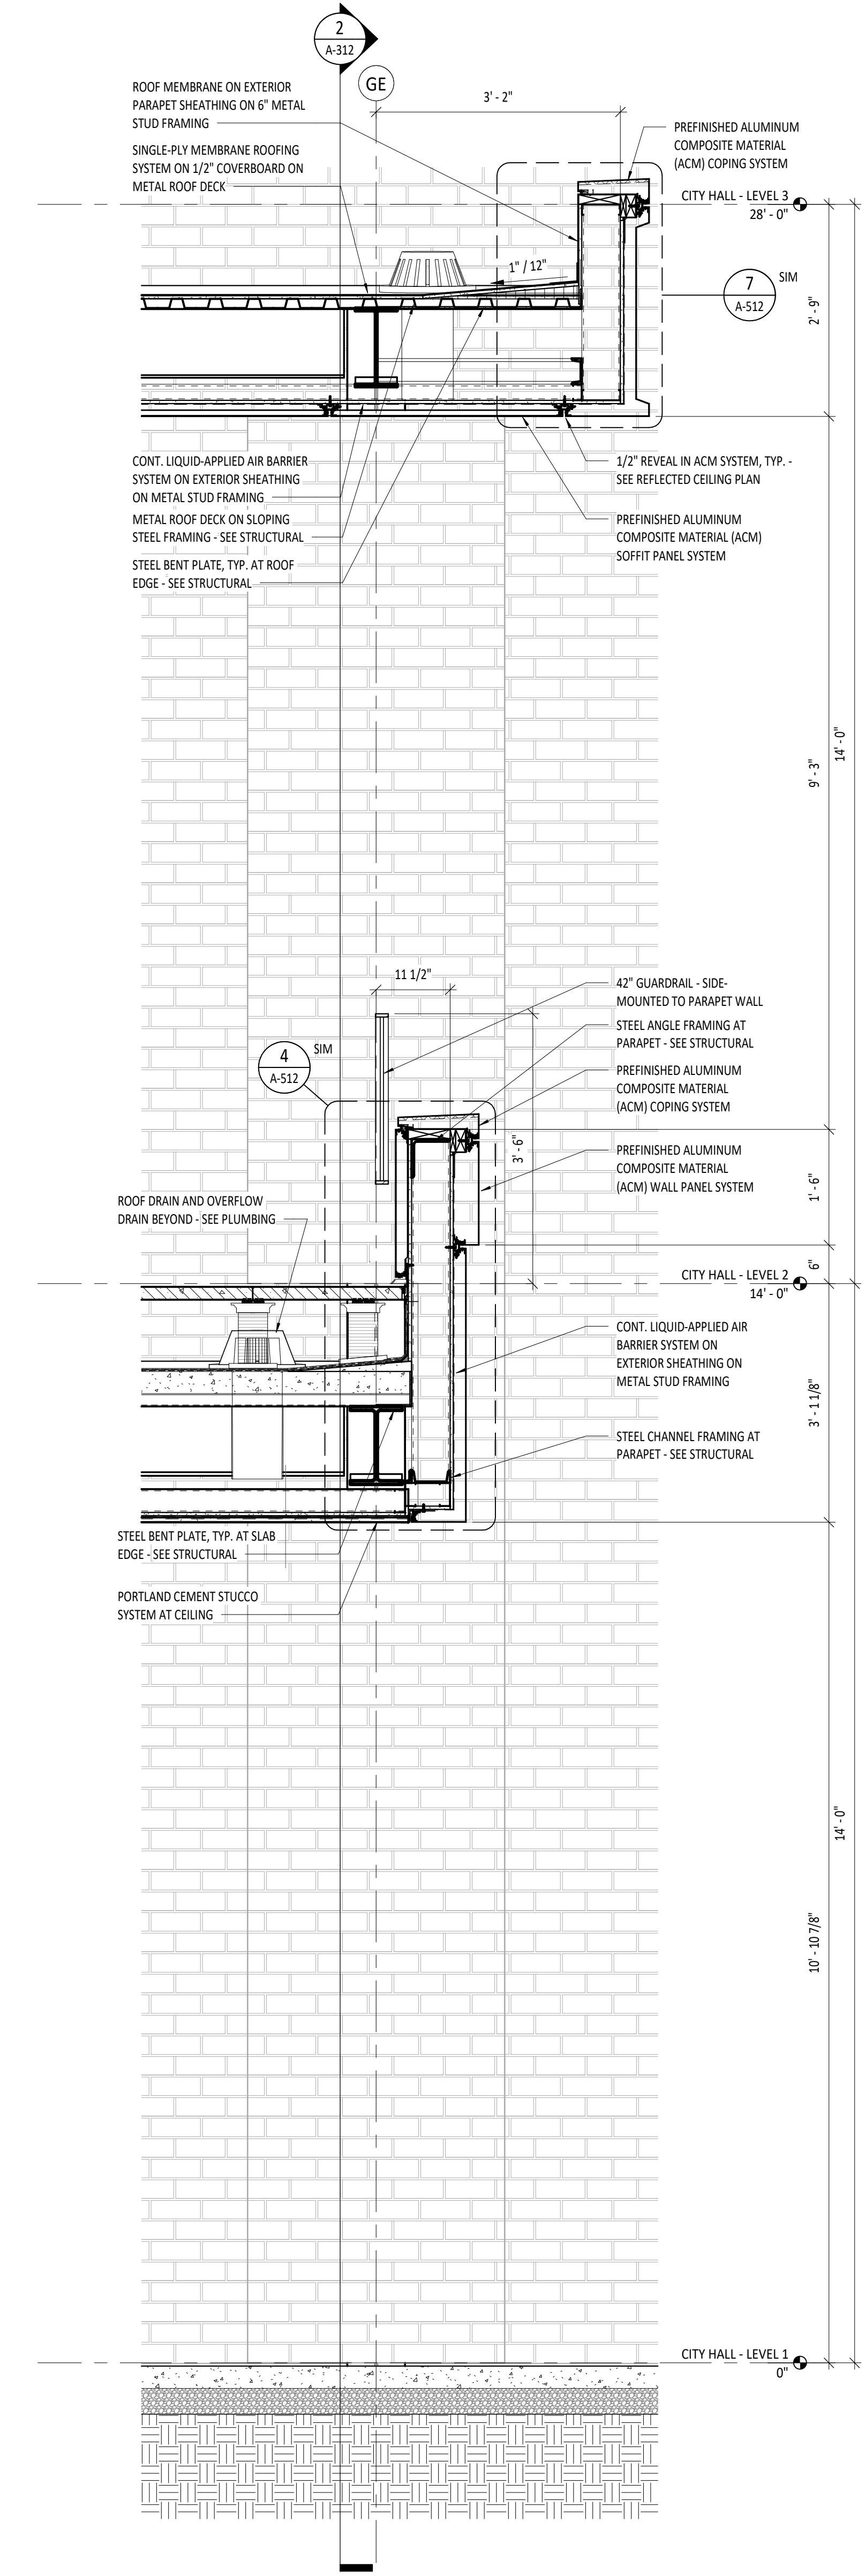 2
A-312
GE
ROOF MEMBRANE ON EXTERIOR
PARAPET SHEATHING ON 6" METAL
STUD FRAMING
SINGLE-PLY MEMBRANE ROOFING
SYSTEM ON 1/2" COVERBOARD ON
METAL ROOF DECK
3' - 2"
PREFINISHED ALUMINUM
COMPOSITE MATERIAL
(ACM) COPING SYSTEM
CITY HALL - LEVEL 3
28' - 0"
1" / 12"
7
A-512
SIM
2' - 9"
CONT. LIQUID-APPLIED AIR BARRIER
SYSTEM ON EXTERIOR SHEATHING
ON METAL STUD FRAMING
METAL ROOF DECK ON SLOPING
STEEL FRAMING - SEE STRUCTURAL
STEEL BENT PLATE, TYP. AT ROOF
EDGE - SEE STRUCTURAL
1/2" REVEAL IN ACM SYSTEM, TYP. -
SEE REFLECTED CEILING PLAN
PREFINISHED ALUMINUM
COMPOSITE MATERIAL (ACM)
SOFFIT PANEL SYSTEM
14' - 0"
9' - 3"
11 1/2"
42" GUARDRAIL - SIDE-
MOUNTED TO PARAPET WALL
STEEL ANGLE FRAMING AT
PARAPET - SEE STRUCTURAL
PREFINISHED ALUMINUM
COMPOSITE MATERIAL
(ACM) COPING SYSTEM
4
A-512
SIM
3' - 6"
PREFINISHED ALUMINUM
COMPOSITE MATERIAL
(ACM) WALL PANEL SYSTEM
1' - 6"
ROOF DRAIN AND OVERFLOW
DRAIN BEYOND - SEE PLUMBING
6"
CITY HALL - LEVEL 2
14' - 0"
CONT. LIQUID-APPLIED AIR
BARRIER SYSTEM ON
EXTERIOR SHEATHING ON
METAL STUD FRAMING
3' - 1 1/8"
STEEL CHANNEL FRAMING AT
PARAPET - SEE STRUCTURAL
STEEL BENT PLATE, TYP. AT SLAB
EDGE - SEE STRUCTURAL
PORTLAND CEMENT STUCCO
SYSTEM AT CEILING
14' - 0"
10' - 10 7/8"
CITY HALL - LEVEL 1
0"